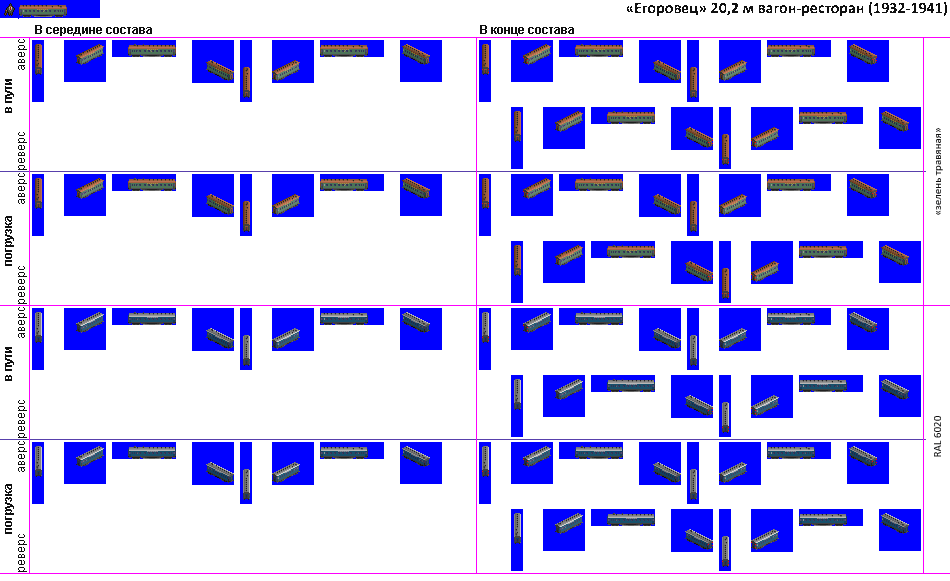 «Егоровец» 20,2 м вагон-ресторан (1932-1941)
В середине состава
В конце состава
в пути
аверс
реверс
«зелень травяная»
погрузка
аверс
реверс
в пути
аверс
реверс
RAL 6020
погрузка
аверс
реверс